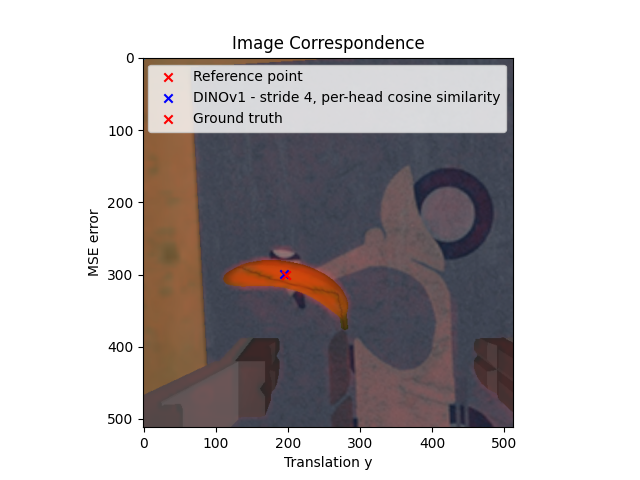 Image Correspondence
Reference point
DINOv1 - stride 4, per-head cosine similarity
Ground truth
0
100
200
300
400
500
MSE error
0 100 200 300 400 500
Translation y